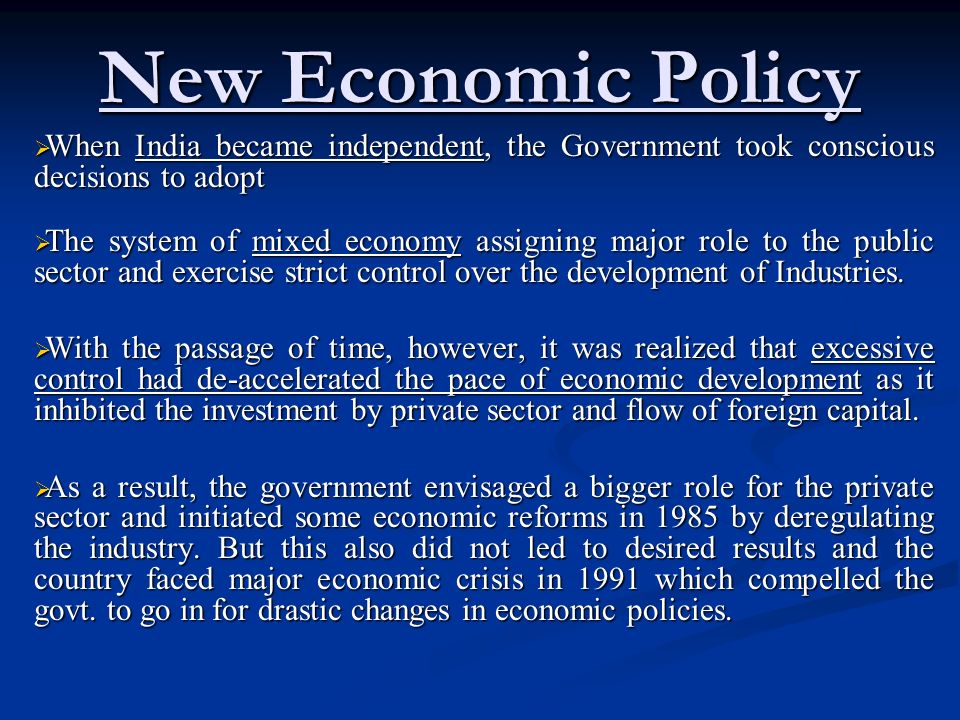 New Economic Policy
➢When India became independent, the Government took conscious
decisions to adopt
➢The system of mixed economy assigning major role to the public
sector and exercise strict control over the development of Industries.
➢With the passage of time, however, it was realized that excessive
control had de-accelerated the pace of economic development as it
inhibited the investment by private sector and flow of foreign capital.
➢As a result, the government envisaged a bigger role for the private
sector and initiated some economic reforms in 1985 by deregulating
the industry. But this also did not led to desired results and the
country faced major economic crisis in 1991 which compelled the
govt. to go in for drastic changes in economic policies.